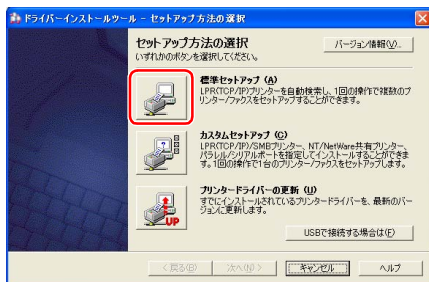 ドライバーインストールツール - セットアップ方法の選択
セットアップ方法の選択
バージョン情報(V)...
いずれかのボタンを選択してください。
標準セットアップ (A)
LPR(TCP/IP)プリンターを自動検索し、1回の操作で複数のプ
リンター/ファクスをセットアップすることができます。
カスタムセットアップ (C)
LPR(TCP/IP)/SMBプリンター、NT/NetWare共有プリンター、
パラレル/シリアルポートを指定してインストールすることができま
す。1回の操作で1台のプリンター/ファクスをセットアップします。
プリンタードライバーの更新 (U)
すでにインストールされているプリンタードライバーを、最新のバー
ジョンに更新します。
UP
USBで接続する場合は(F)
< 戻る(B)
次へ(N) >
キャンセル
ヘルプ